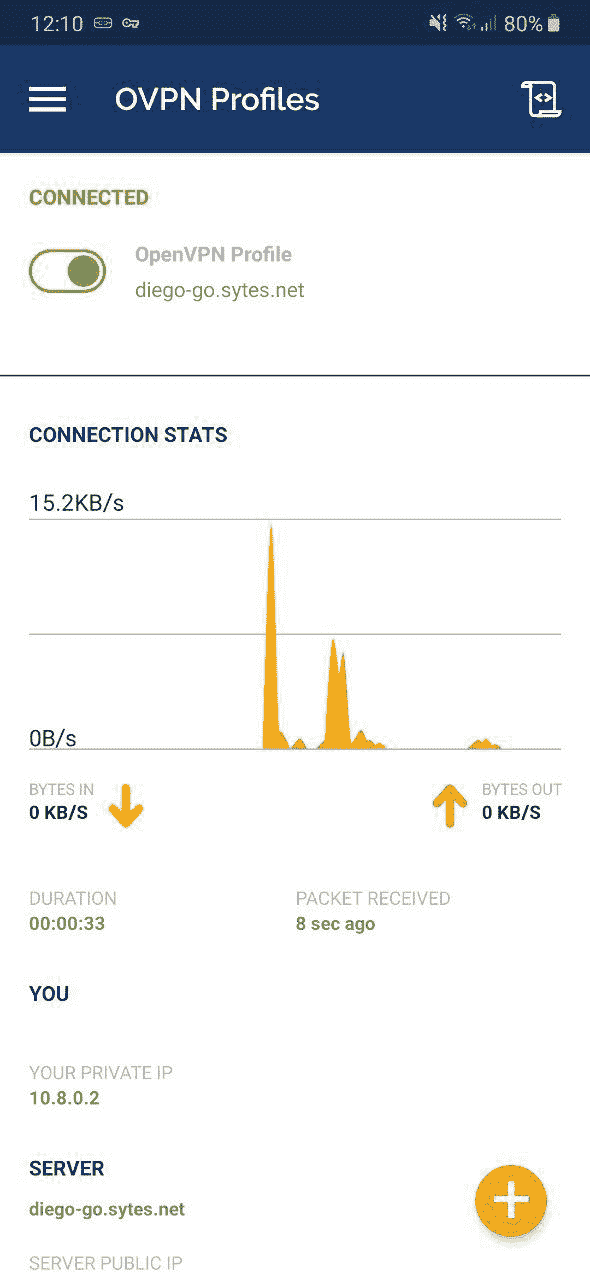 12:10 80%
OVPN Profiles
CONNECTED
OpenVPN Profile
diego-go.sytes.net
CONNECTION STATS
15.2KB/s
0B/s
BYTES IN
0 KB/S
BYTES OUT
0 KB/S
DURATION
00:00:33
PACKET RECEIVED
8 sec ago
YOU
YOUR PRIVATE IP
10.8.0.2
SERVER
diego-go.sytes.net
SERVER PUBLIC IP